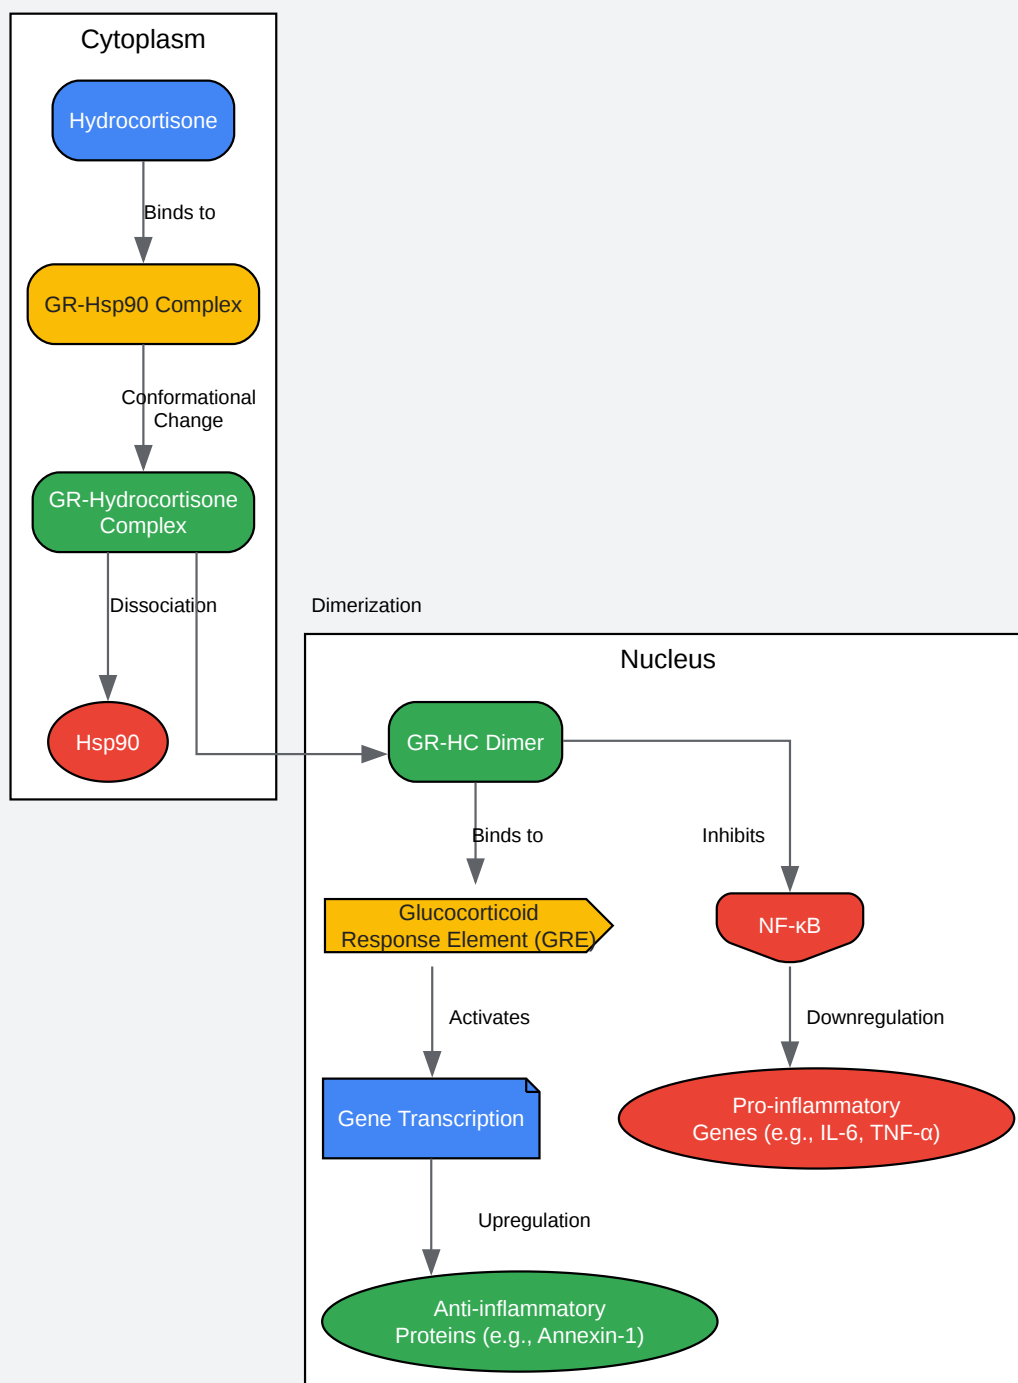 Cytoplasm
Hydrocortisone
Binds to
GR-Hsp90 Complex
Conformational
Change
GR-Hydrocortisone
Complex
Dissociation
Dimerization
Hsp90
Nucleus
GR-HC Dimer
Binds to
Inhibits
Glucocorticoid
Response Element (GRE)
NF-κB
Activates
Downregulation
Gene Transcription
Pro-inflammatory
Genes (e.g., IL-6, TNF-α)
Upregulation
Anti-inflammatory
Proteins (e.g., Annexin-1)